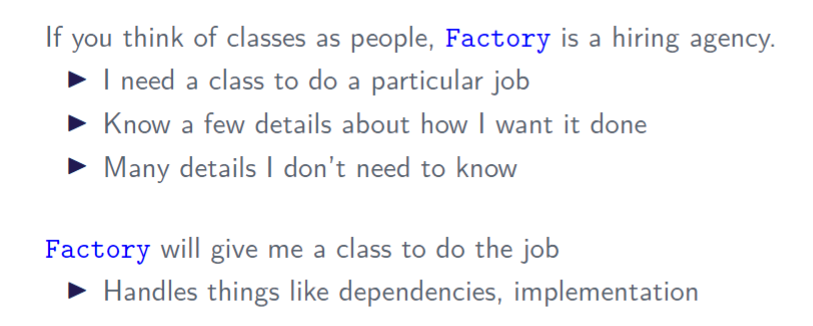 If you think of classes as people, Factory is a hiring agency.
▶ I need a class to do a particular job
▶ Know a few details about how I want it done
▶ Many details I don't need to know
Factory will give me a class to do the job
▶ Handles things like dependencies, implementation